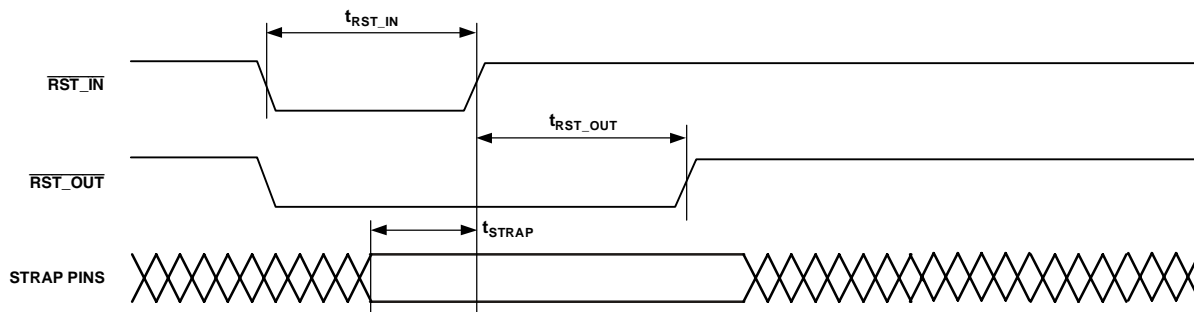 tRST_IN
RST_IN
tRST_OUT
RST_OUT
tSTRAP
STRAP PINS